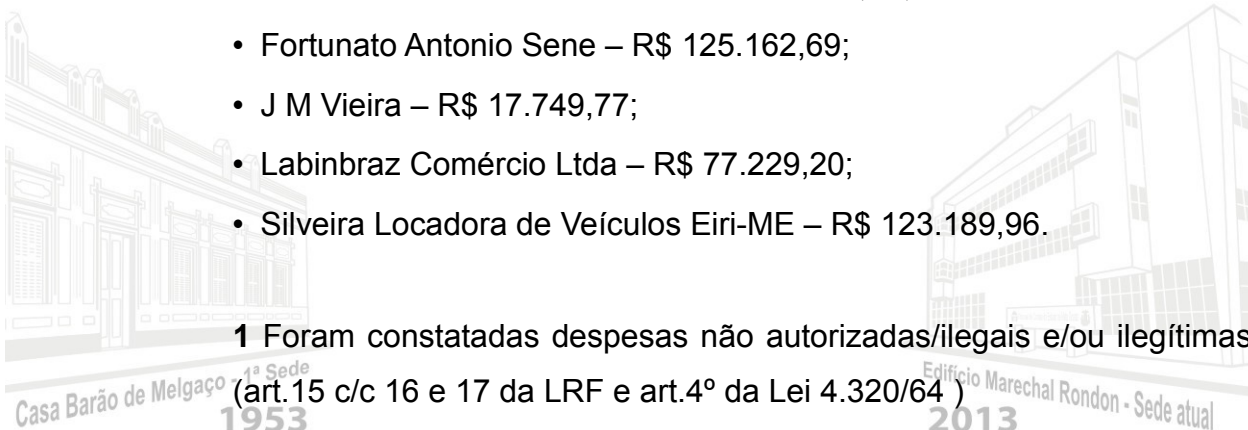 • Fortunato Antonio Sene – R$ 125.162,69;
• J M Vieira – R$ 17.749,77;
• Labinbraz Comércio Ltda – R$ 77.229,20;
• Silveira Locadora de Veículos Eiri-ME – R$ 123.189,96.
1 Foram constatadas despesas não autorizadas/ilegais e/ou ilegítimas
(art.15 c/c 16 e 17 da LRF e art.4º da Lei 4.320/64 )
Casa Barão de Melgaço - 1ª Sede
1953
Edifício Marechal Rondon - Sede atual
2013